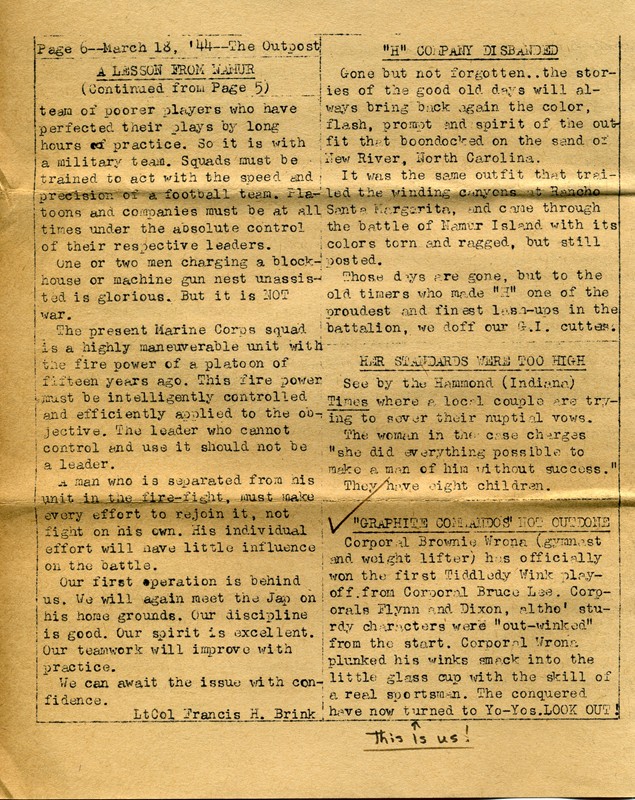 Page 6--March 18, '44--The Outpost
A LESSON FROM NAMUR
(Continued from Page 5)
team of poorer players who have
perfected their plays by long
hours of practice. So it is with
a military team. Squads must be
trained to act with the speed and
precision of a football team. Pla-
toons and companies must be at all
times under the absolute control
of their respective leaders.
One or two men charging a block-
house or machine gun nest unassis-
ted is glorious. But it is NOT
war.
The present Marine Corps squad
is a highly maneuverable unit with
the fire power of a platoon of
fifteen years ago. This fire power
must be intelligently controlled
and efficiently applied to the ob-
jective. The leader who cannot
control and use it should not be
a leader.
A man who is separated from his
unit in the fire-fight, must make
every effort to rejoin it, not
fight on his own. His individual
effort will have little influence
on the battle.
Our first operation is behind
us. We will again meet the Jap on
his home grounds. Our discipline
is good. Our spirit is excellent.
Our teamwork will improve with
practice.
We can await the issue with con-
fidence.
LtCol Francis H. Brink
"H" COMPANY DISBANDED
Gone but not forgotten..the stor-
ies of the good old days will al-
ways bring back again the color,
flash, prompt and spirit of the out-
fit that boondocked on the sand of
New River, North Carolina.
It was the same outfit that trai-
led the winding canyons at Rancho
Santa Margarita, and came through
the battle of Namur Island with its
colors torn and ragged, but still
posted.
Those days are gone, but to the
old timers who made "H" one of the
proudest and finest lash-ups in the
battalion, we doff our G.I. cuttes.
HER STANDARDS WERE TOO HIGH
See by the Hammond (Indiana)
Times where a local couple are try-
ing to sever their nuptial vows.
The woman in the case charges
"she did everything possible to
make a man of him without success."
They have eight children.
"GRAPHITE COMMANDOS" NOT OUTDONE
Corporal Brownie Wrona (gymnast
and weight lifter) has officially
won the first Tiddledy Wink play-
off.from Corporal Bruce Lee. Corp-
orals Flynn and Dixon, altho' stu-
rdy characters were "out-winked"
from the start. Corporal Wrona
plunked his winks smack into the
little glass cup with the skill of
a real sportsman. The conquered
have now turned to Yo-Yos.LOOK OUT!
This is us!